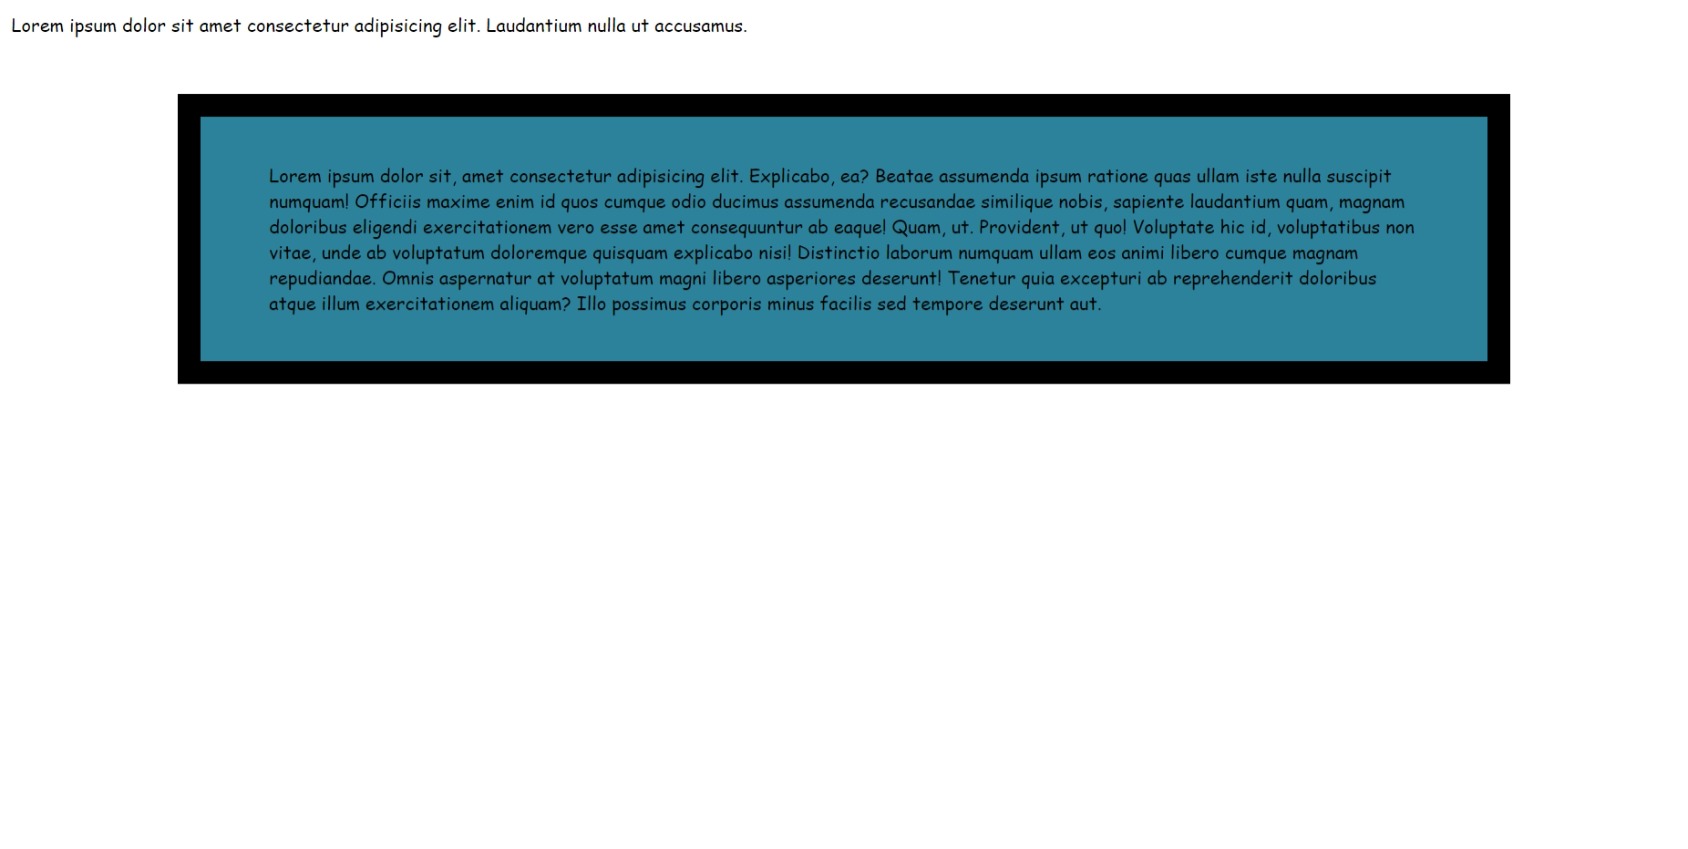 Lorem ipsum dolor sit amet consectetur adipisicing elit. Laudantium nulla ut accusamus.
Lorem ipsum dolor sit, amet consectetur adipisicing elit. Explicabo, ea? Beatae assumenda ipsum ratione quas ullam iste nulla suscipit
numquam! Officiis maxime enim id quos cumque odio ducimus assumenda recusandae similique nobis, sapiente laudantium quam, magnam
doloribus eligendi exercitationem vero esse amet consequuntur ab eaque! Quam, ut. Provident, ut quo! Voluptate hic id, voluptatibus non
vitae, unde ab voluptatum doloremque quisquam explicabo nisi! Distinctio laborum numquam ullam eos animi libero cumque magnam
repudiandae. Omnis aspernatur at voluptatum magni libero asperiores deserunt! Tenetur quia excepturi ab reprehenderit doloribus
atque illum exercitationem aliquam? Illo possimus corporis minus facilis sed tempore deserunt aut.